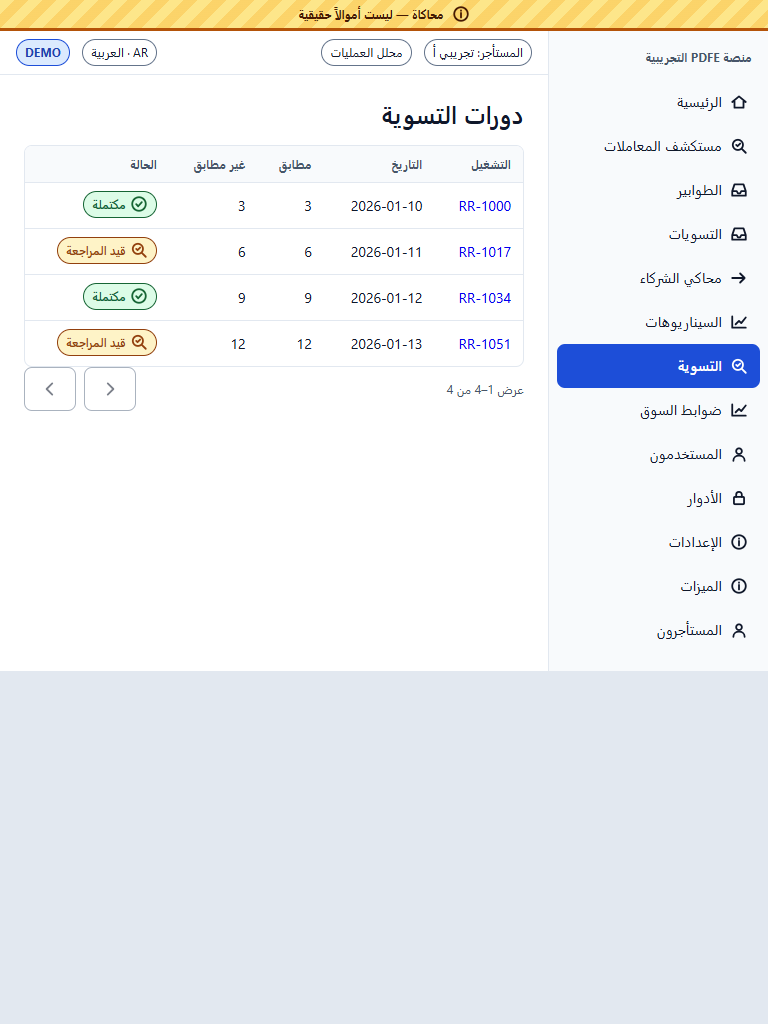 محاكاة — ليست أموالاً حقيقية
منصة PDFE التجريبية
الرئيسية
مستكشف المعاملات
الطوابير
التسويات
محاكي الشركاء
السيناريوهات
التسوية
ضوابط السوق
المستخدمون
الأدوار
الإعدادات
الميزات
المستأجرون
المستأجر: تجريبي أ
محلل العمليات
AR · العربية
DEMO
دورات التسوية
التشغيل التاريخ مطابق غير مطابق الحالة
RR-1000 2026-01-10 3 3 مكتملة
RR-1017 2026-01-11 6 6 قيد المراجعة
RR-1034 2026-01-12 9 9 مكتملة
RR-1051 2026-01-13 12 12 قيد المراجعة
عرض 1–4 من 4